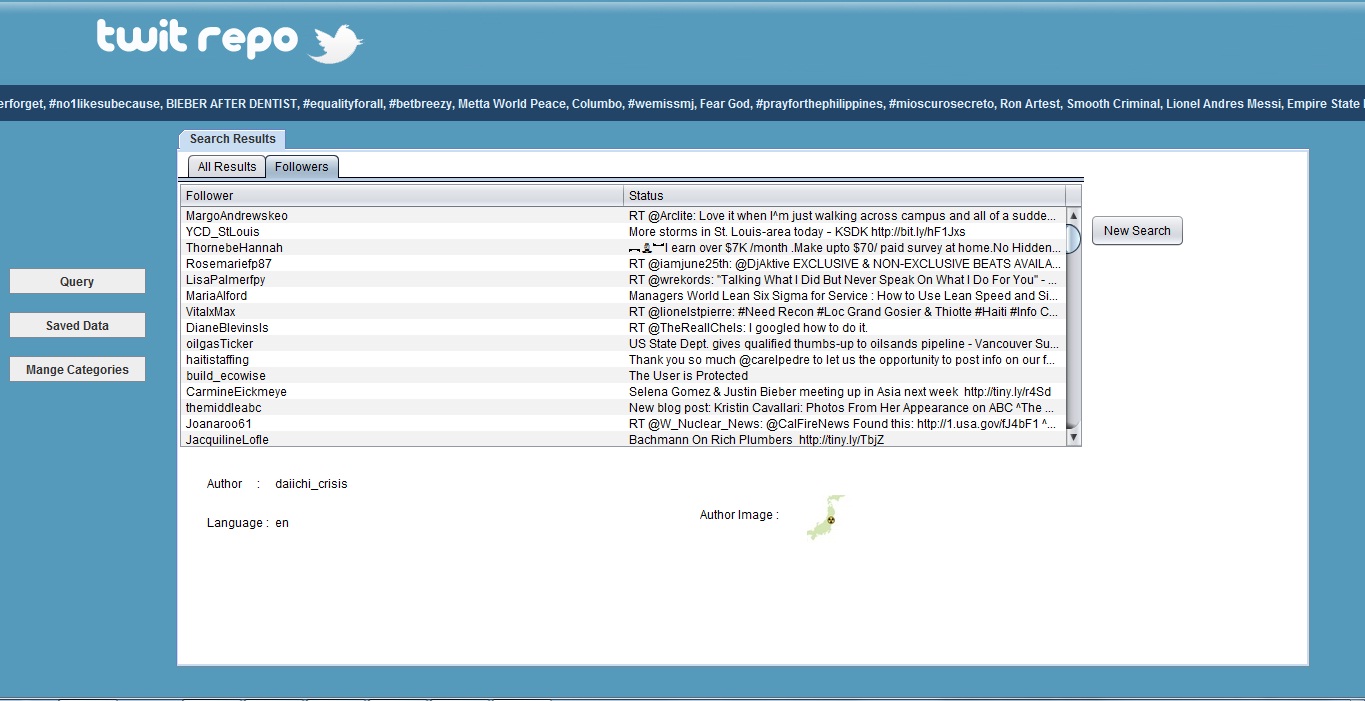 twit repo
erforget, #no1likesubecause, BIEBER AFTER DENTIST, #equalityforall, #betbreezy, Metta World Peace, Columbo, #wemissmj, Fear God, #prayforthephilippines, #mioscurosecreto, Ron Artest, Smooth Criminal, Lionel Andres Messi, Empire State
Search Results
All Results Followers
Follower Status
MargoAndrewskeo RT @Arclite: Love it when I^m just walking across campus and all of a sudde...
YCD_StLouis More storms in St. Louis-area today - KSDK http://bit.ly/hF1Jxs
ThornebeHannah I earn over $7K /month .Make upto $70/ paid survey at home.No Hidden...
Rosemariefp87 RT @iamjune25th: @DjAktive EXCLUSIVE & NON-EXCLUSIVE BEATS AVAILA...
LisaPalmerfpy RT @wrekords: "Talking What I Did But Never Speak On What I Do For You" - ...
MariaAlford Managers World Lean Six Sigma for Service : How to Use Lean Speed and Si...
VitalxMax RT @lionelstpierre: #Need Recon #Loc Grand Gosier & Thiotte #Haiti #Info C...
DianeBlevinsls RT @TheReallChels: I googled how to do it.
oilgasTicker US State Dept. gives qualified thumbs-up to oilsands pipeline - Vancouver Su...
haitistaffing Thank you so much @carelpedre to let us the opportunity to post info on our f...
build_ecowise The User is Protected
CarmineEickmeye Selena Gomez & Justin Bieber meeting up in Asia next week http://tiny.ly/r4Sd
themiddleabc New blog post: Kristin Cavallari: Photos From Her Appearance on ABC ^The ...
Joanaroo61 RT @W_Nuclear_News: @CalFireNews Found this: http://1.usa.gov/fJ4bF1 ^...
JacquilineLofle Bachmann On Rich Plumbers http://tiny.ly/TbjZ
New Search
Query
Saved Data
Mange Categories
Author : daiichi_crisis
Author Image :
Language : en